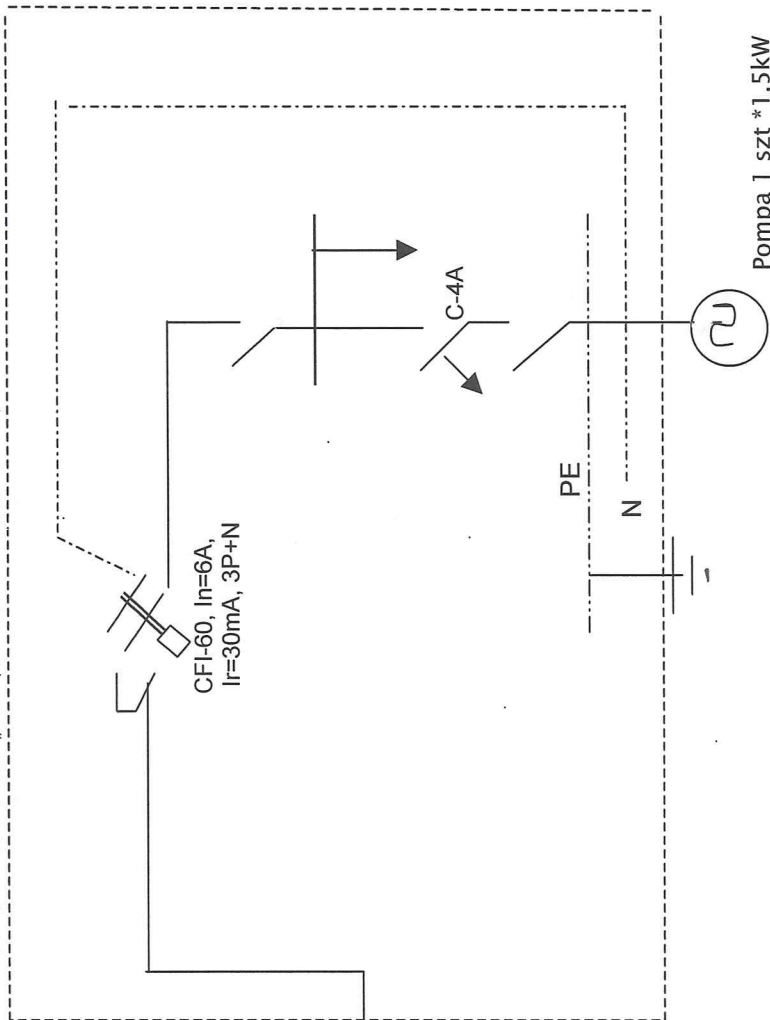 CFI-60, In=6A,
Ir=30mA, 3P+N
C-4A
PE
N
Pompa 1 szt *1.5kW